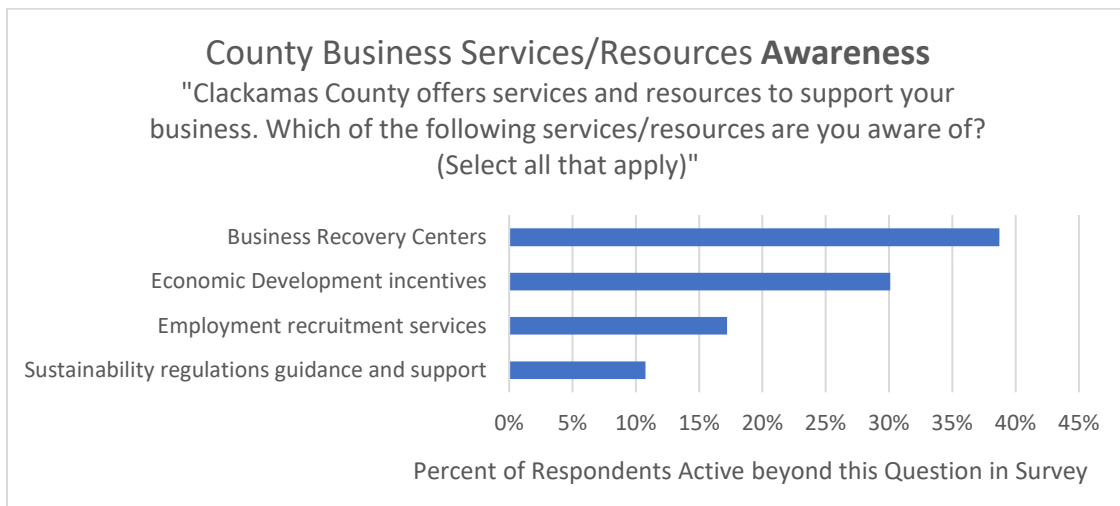 County Business Services/Resources Awareness
"Clackamas County offers services and resources to support your
business. Which of the following services/resources are you aware of?
(Select all that apply)"
Business Recovery Centers
Economic Development incentives
Employment recruitment services
Sustainability regulations guidance and support
0% 5% 10% 15% 20% 25% 30% 35% 40% 45%
Percent of Respondents Active beyond this Question in Survey